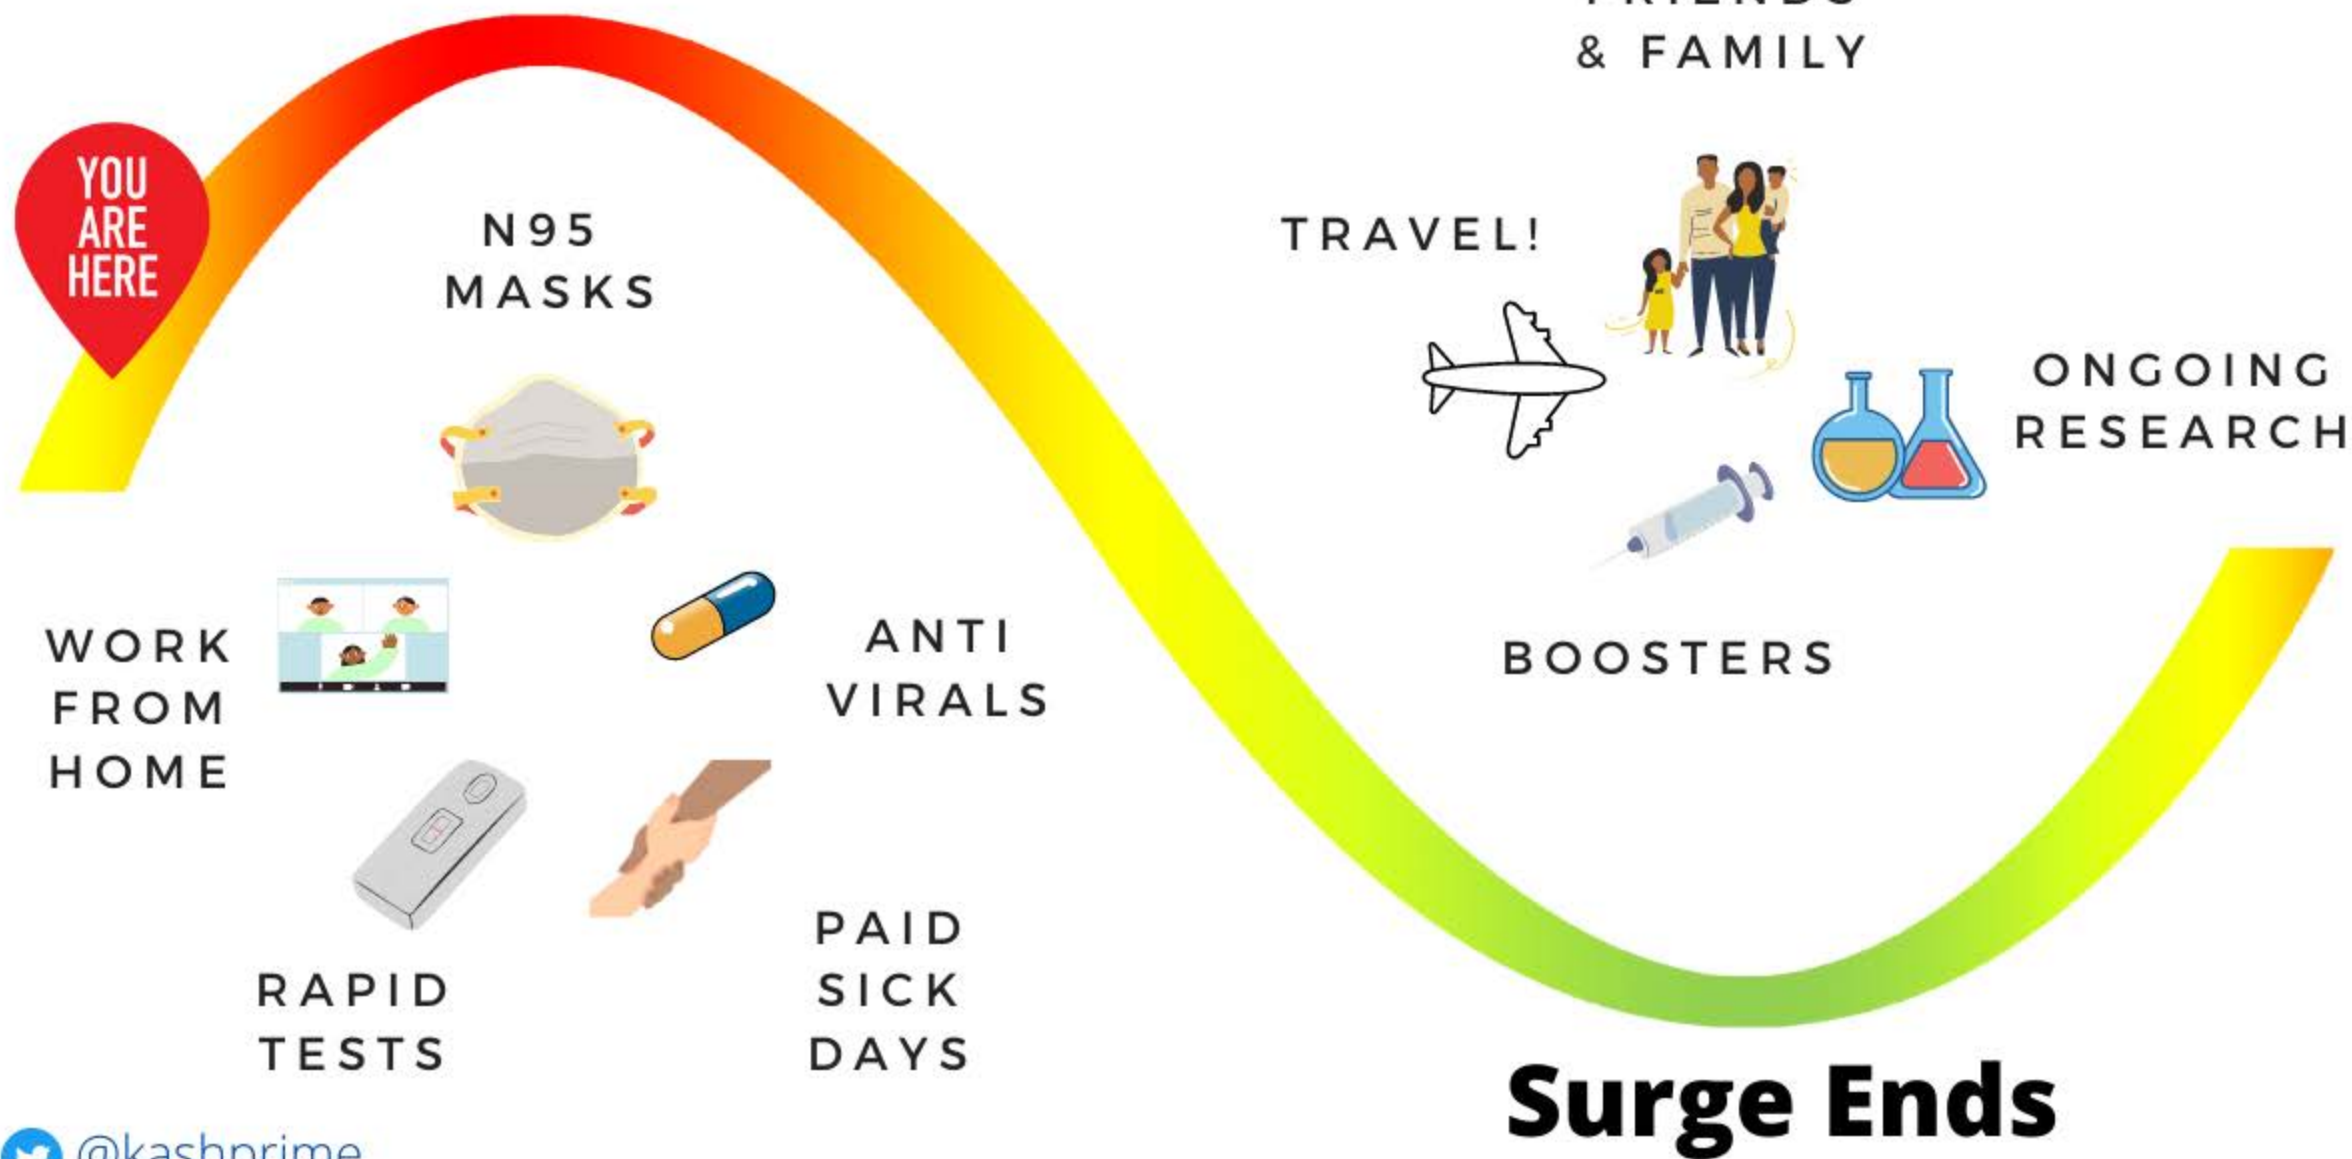 YOU
ARE
HERE
N95
MASKS
WORK
FROM
HOME
ANTI
VIRALS
RAPID
TESTS
PAID
SICK
DAYS
FRIENDS
& FAMILY
TRAVEL!
ONGOING
RESEARCH
BOOSTERS
Surge Ends
@kashprime